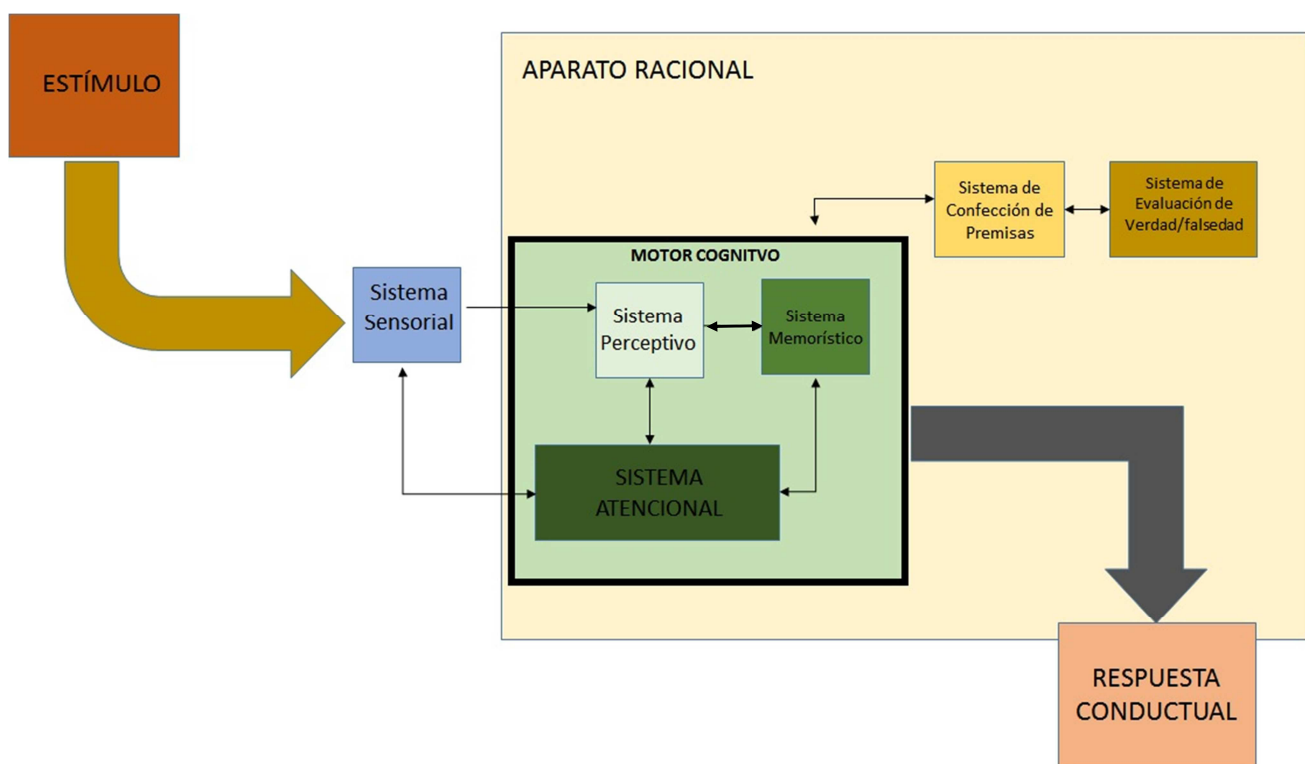 ESTÍMULO
APARATO RACIONAL
Sistema de
Confección de
Premisas
Sistema de
Evaluación de
Verdad/falsedad
MOTOR COGNITVO
Sistema
Sensorial
Sistema
Perceptivo
Sistema
Memorístico
SISTEMA
ATENCIONAL
RESPUESTA
CONDUCTUAL